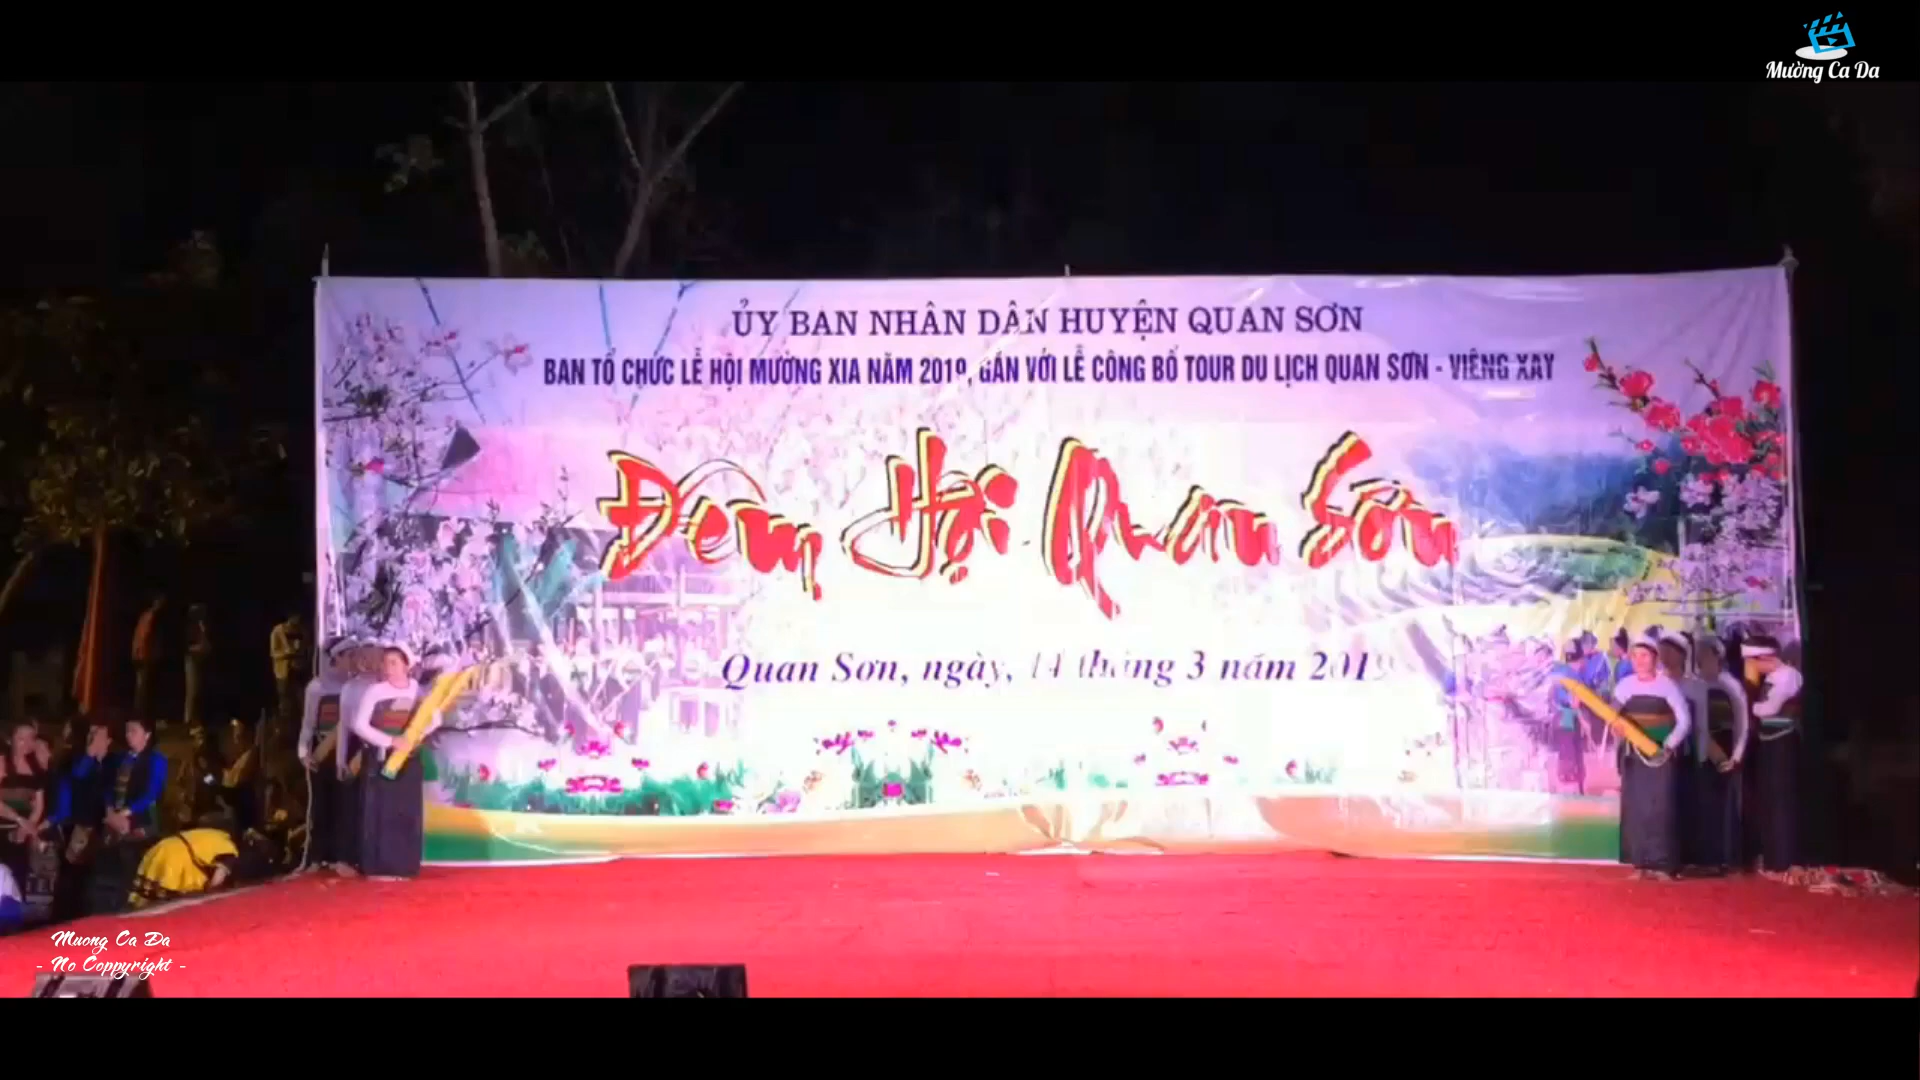 Mường Ca Da
ỦY BAN NHÂN DÂN HUYỆN QUAN SƠN
BAN TỔ CHỨC LỄ HỘI MƯỜNG XIA NĂM 2019, GẮN VỚI LỄ CÔNG BỐ TOUR DU LỊCH QUAN SƠN - VIÊNG XAY
Đêm Hội Quan Sơn
Quan Sơn, ngày, 14 tháng 3 năm 2019
Muong Ca Da
- No Coppyright -